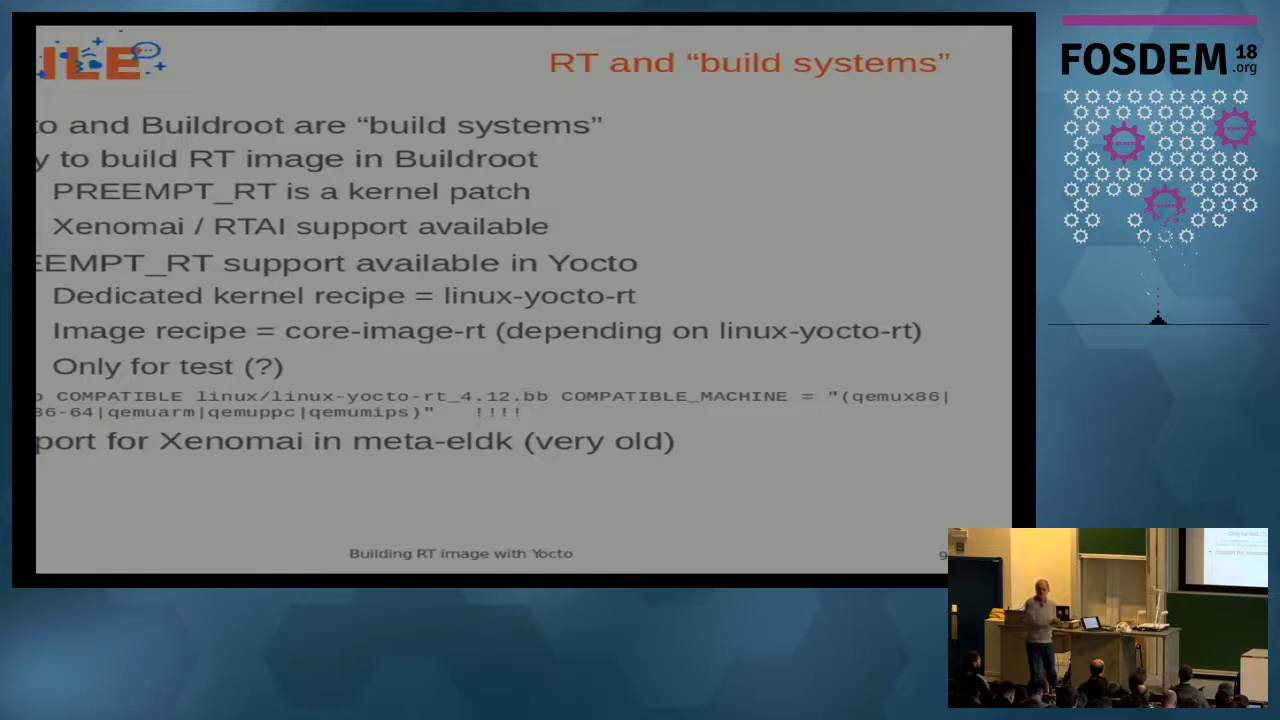 ILE
RT and “build systems”
to and Buildroot are “build systems”
y to build RT image in Buildroot
PREEMPT_RT is a kernel patch
Xenomai / RTAI support available
EEMPT_RT support available in Yocto
Dedicated kernel recipe = linux-yocto-rt
Image recipe = core-image-rt (depending on linux-yocto-rt)
Only for test (?)
COMPATIBLE linux/linux-yocto-rt_4.12.bb COMPATIBLE_MACHINE = "(qemux86|
86-64|qemuarm|qemuppc|qemumips)" !!!!
port for Xenomai in meta-eldk (very old)
Building RT image with Yocto
9
FOSDEM 18
.org